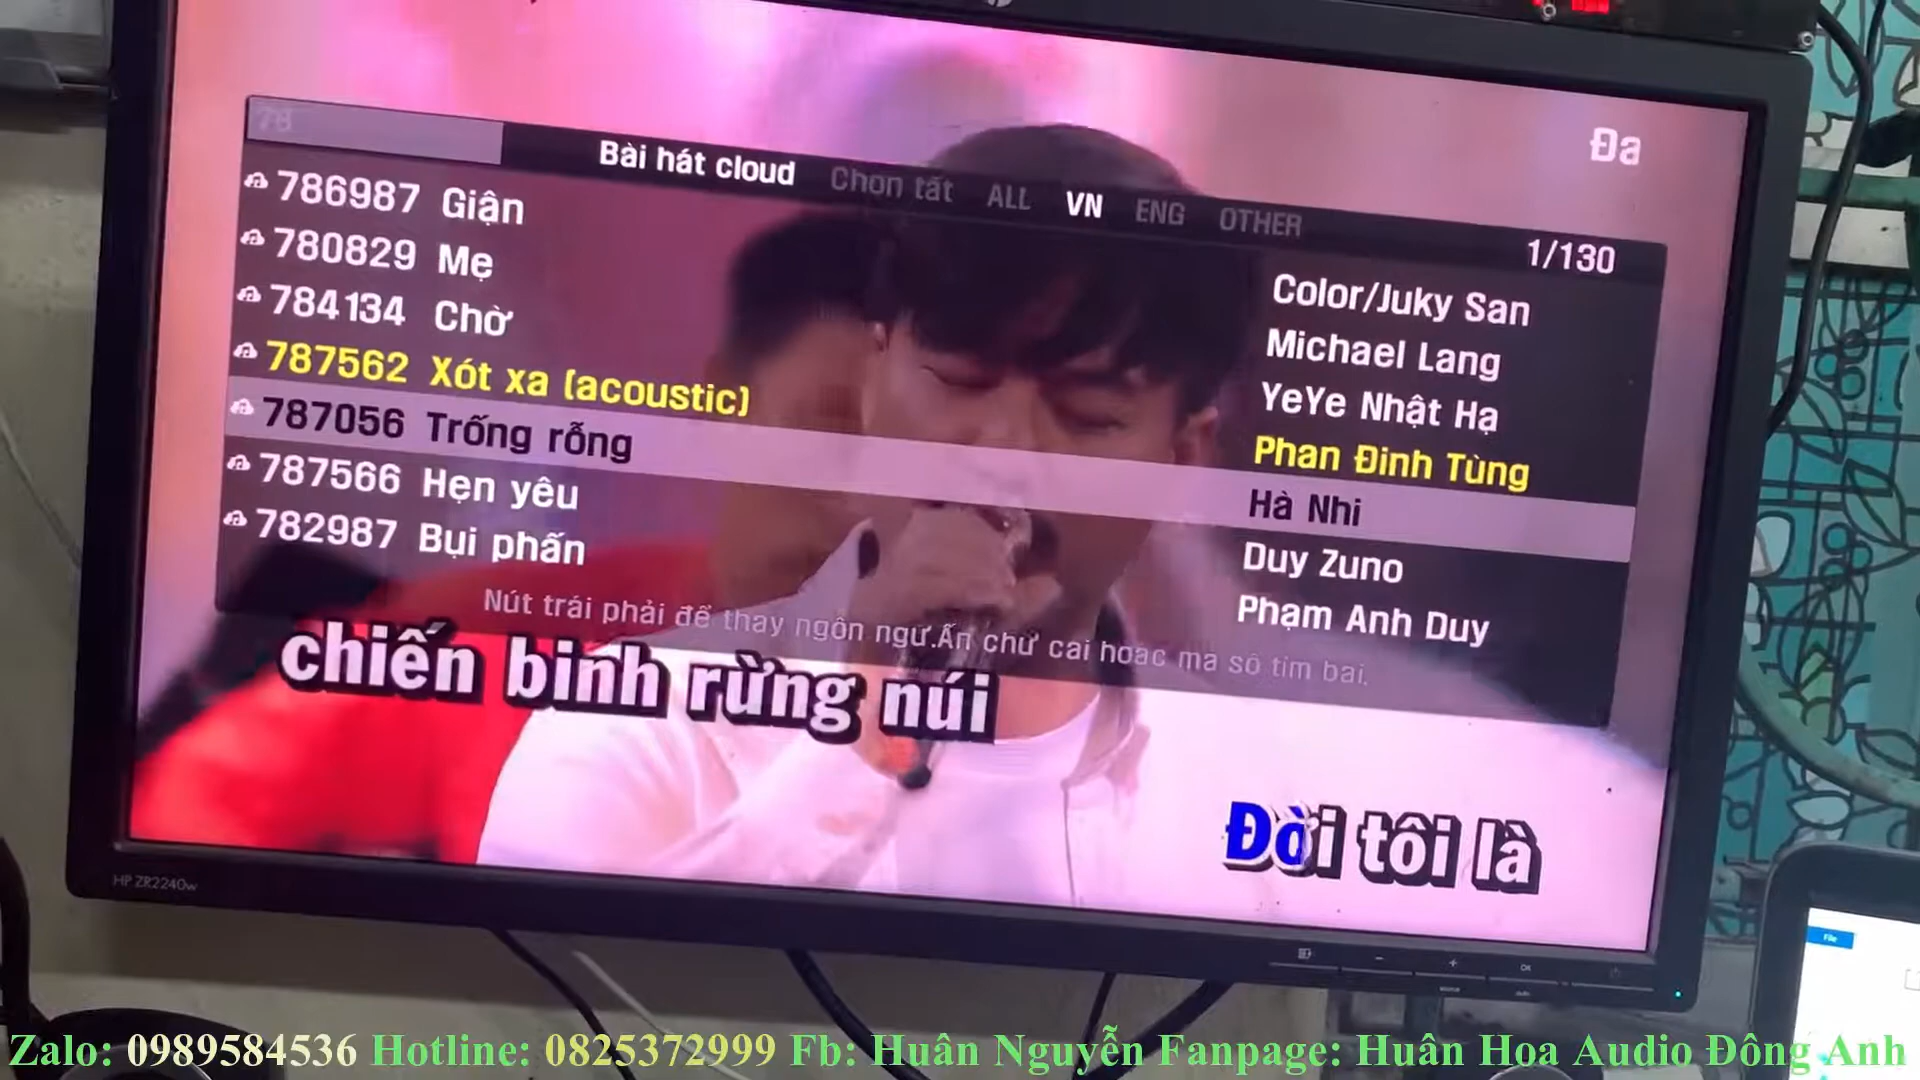 78
Bài hát cloud Chọn tất ALL VN ENG OTHER
1/130
Đa
786987 Giận Color/Juky San
780829 Mẹ Michael Lang
784134 Chờ YeYe Nhật Hạ
787562 Xót xa (acoustic) Phan Đinh Tùng
787056 Trống rỗng Hà Nhi
787566 Hẹn yêu Duy Zuno
782987 Bụi phấn Phạm Anh Duy
Nút trái phải để thay ngôn ngữ.Ấn chữ cái hoặc mã số tìm bài.
chiến binh rừng núi
Đời tôi là
HP ZR2240w
OK
File
Zalo: 0989584536 Hotline: 0825372999 Fb: Huân Nguyễn Fanpage: Huân Hoa Audio Đông Anh